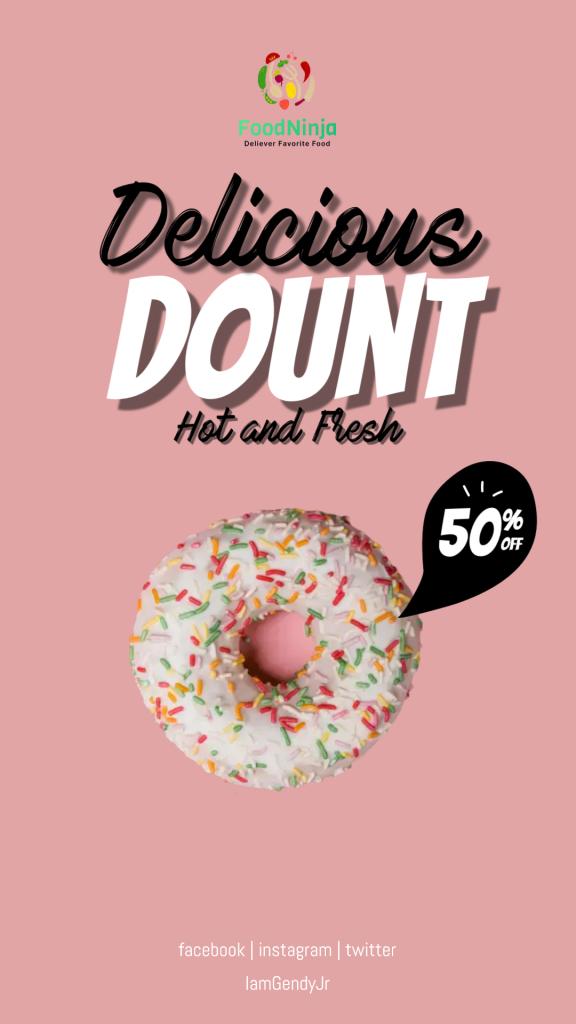 FoodNinja
Deliever Favorite Food
Delicious
DOUNT
Hot and Fresh
50%
OFF
facebook | instagram | twitter
IamGendyJr